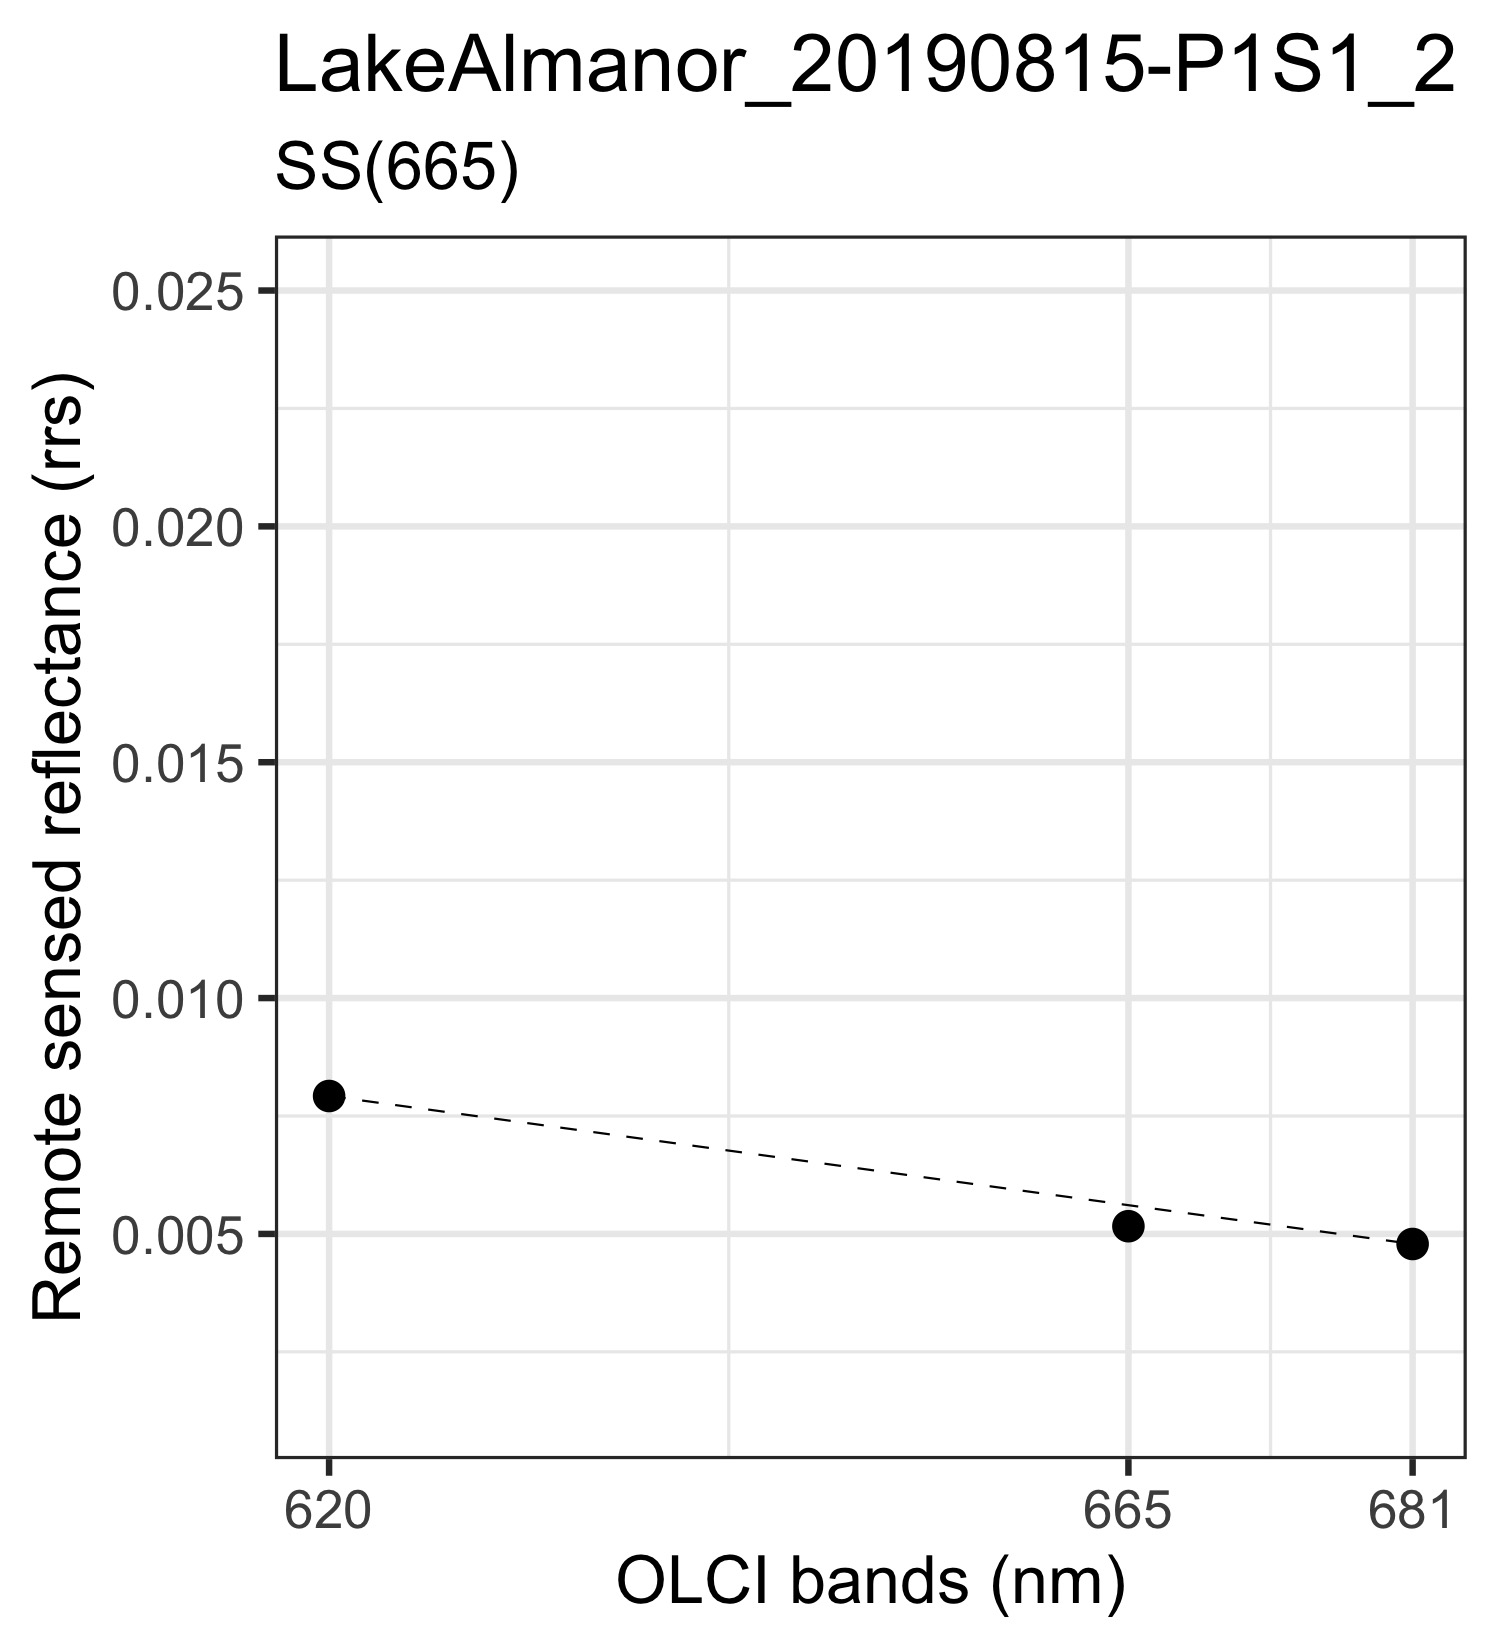 LakeAlmanor_20190815-P1S1_2
SS(665)
Remote sensed reflectance (rrs)
0.025
0.020
0.015
0.010
0.005
620
665
681
OLCI bands (nm)